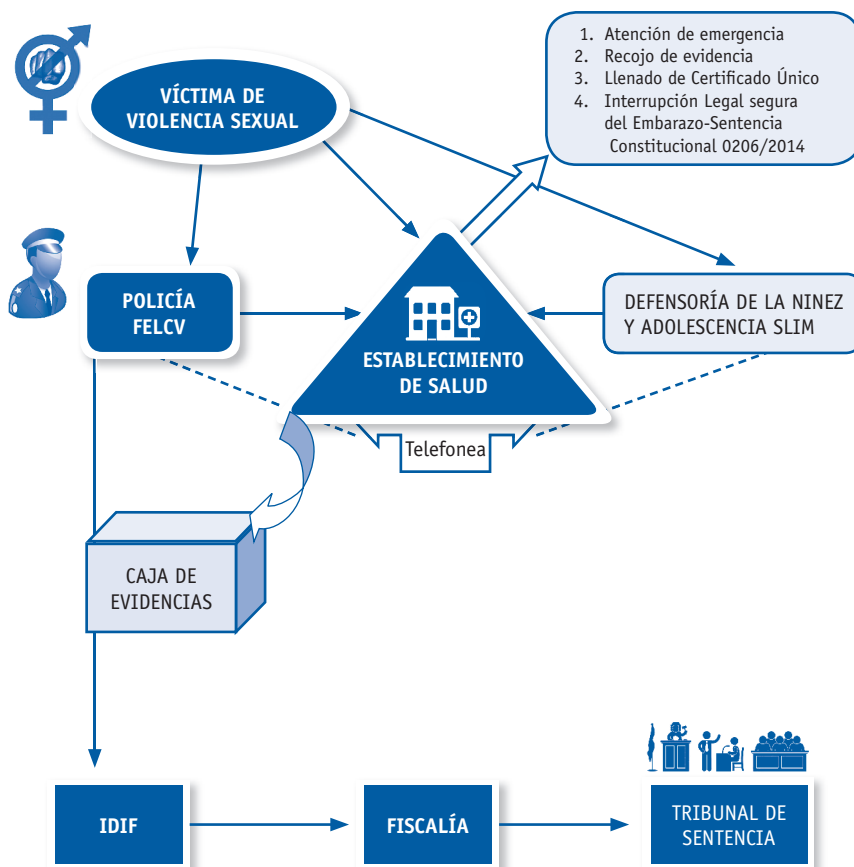 VÍCTIMA DE
VIOLENCIA SEXUAL
1. Atención de emergencia
2. Recojo de evidencia
3. Llenado de Certificado Único
4. Interrupción Legal segura
del Embarazo-Sentencia
Constitucional 0206/2014
POLICÍA
FELCV
ESTABLECIMIENTO
DE SALUD
DEFENSORÍA DE LA NINEZ
Y ADOLESCENCIA SLIM
Telefonea
CAJA DE
EVIDENCIAS
IDIF
FISCALÍA
TRIBUNAL DE
SENTENCIA